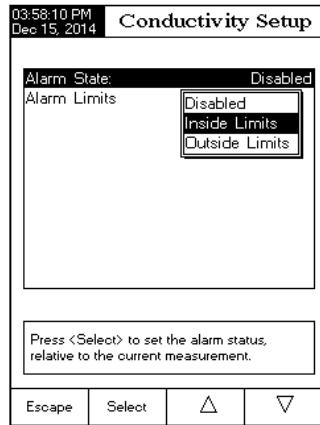 03:58:10 PM
Dec 15, 2014
Conductivity Setup
Alarm State: Disabled
Alarm Limits
Disabled
Inside Limits
Outside Limits
Press <Select> to set the alarm status,
relative to the current measurement.
Escape Select